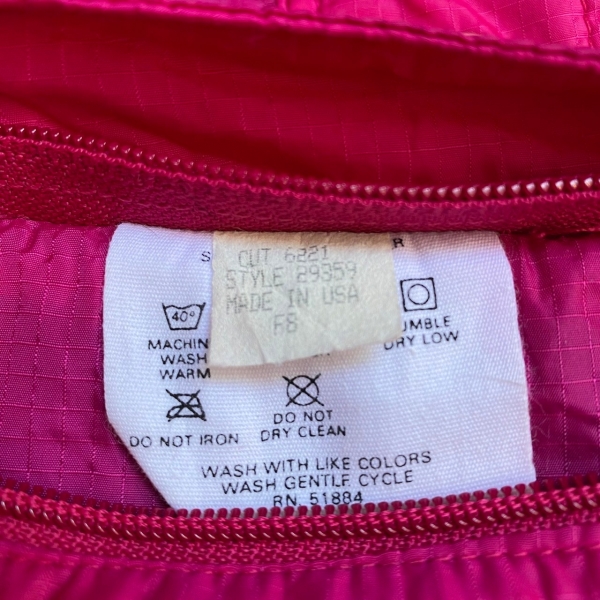 S R
CUT 6221
STYLE 29359
MADE IN USA
F8
40°
MACHIN
WASH
WARM
UMBLE
DRY LOW
DO NOT IRON
DO NOT
DRY CLEAN
WASH WITH LIKE COLORS
WASH GENTLE CYCLE
RN 51884